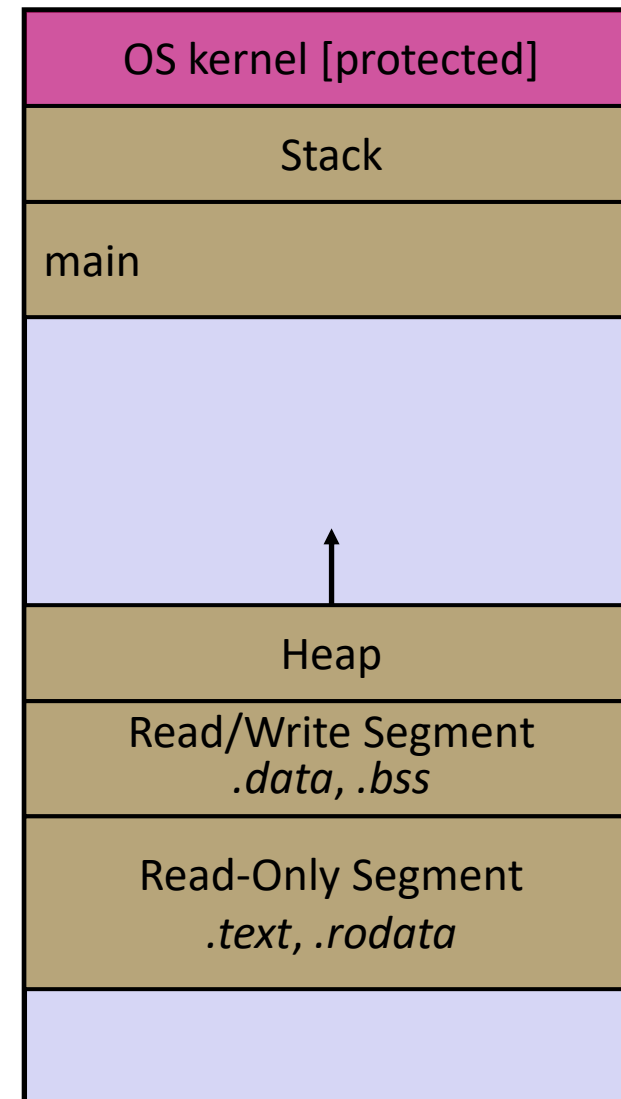 OS kernel [protected]
Stack
main
Heap
Read/Write Segment
.data, .bss
Read-Only Segment
.text, .rodata